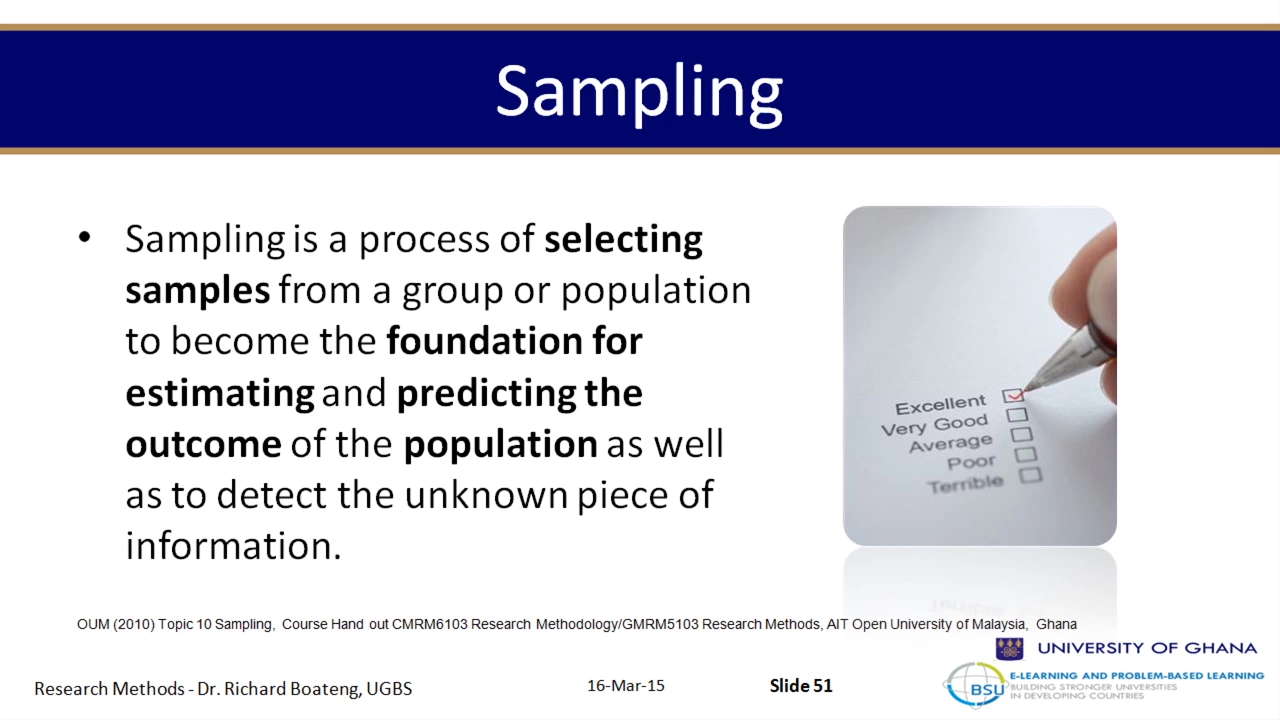 Sampling
• Sampling is a process of selecting
samples from a group or population
to become the foundation for
estimating and predicting the
outcome of the population as well
as to detect the unknown piece of
information.
Excellent
Very Good
Average
Poor
Terrible
OUM (2010) Topic 10 Sampling, Course Hand out CMRM6103 Research Methodology/GMRM5103 Research Methods, AIT Open University of Malaysia, Ghana
UNIVERSITY OF GHANA
Research Methods - Dr. Richard Boateng, UGBS
16-Mar-15
Slide 51
BSU
E-LEARNING AND PROBLEM-BASED LEARNING
BUILDING STRONGER UNIVERSITIES
IN DEVELOPING COUNTRIES